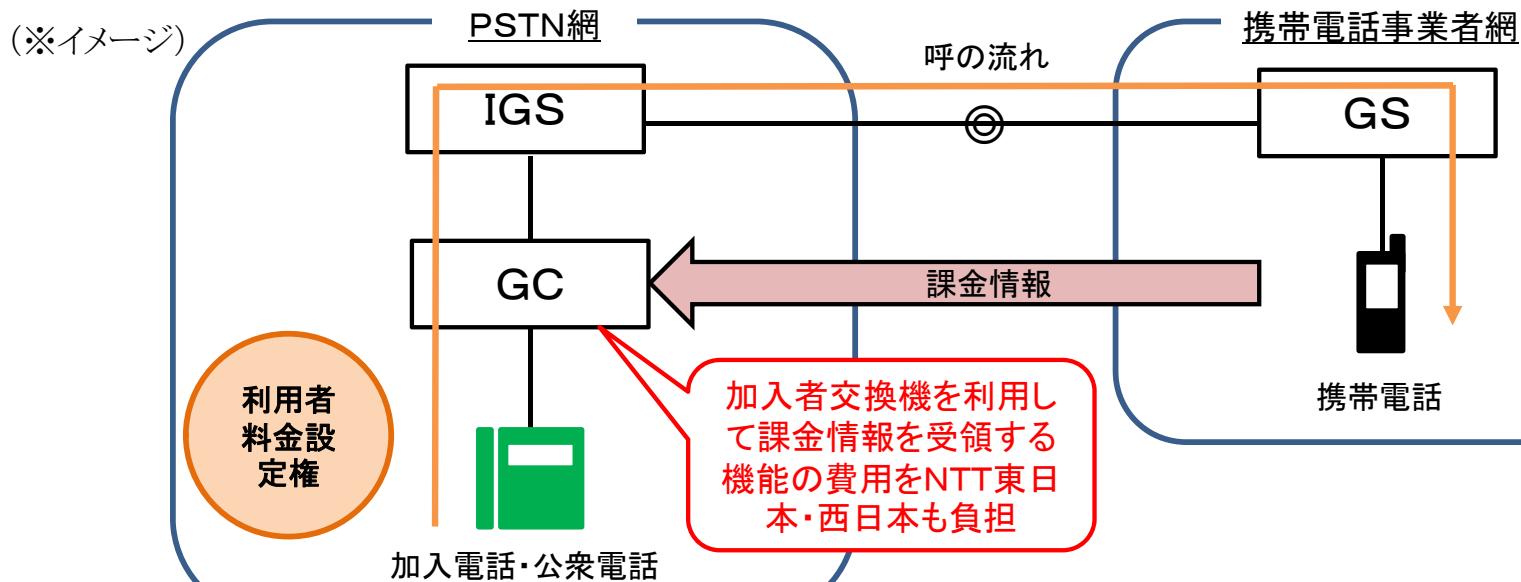 (※イメージ)
PSTN網
携帯電話事業者網
呼の流れ
IGS
GS
GC
課金情報
利用者
料金設
定権
加入者交換機を利用し
て課金情報を受領する
機能の費用をNTT東日
本・西日本も負担
携帯電話
加入電話・公衆電話